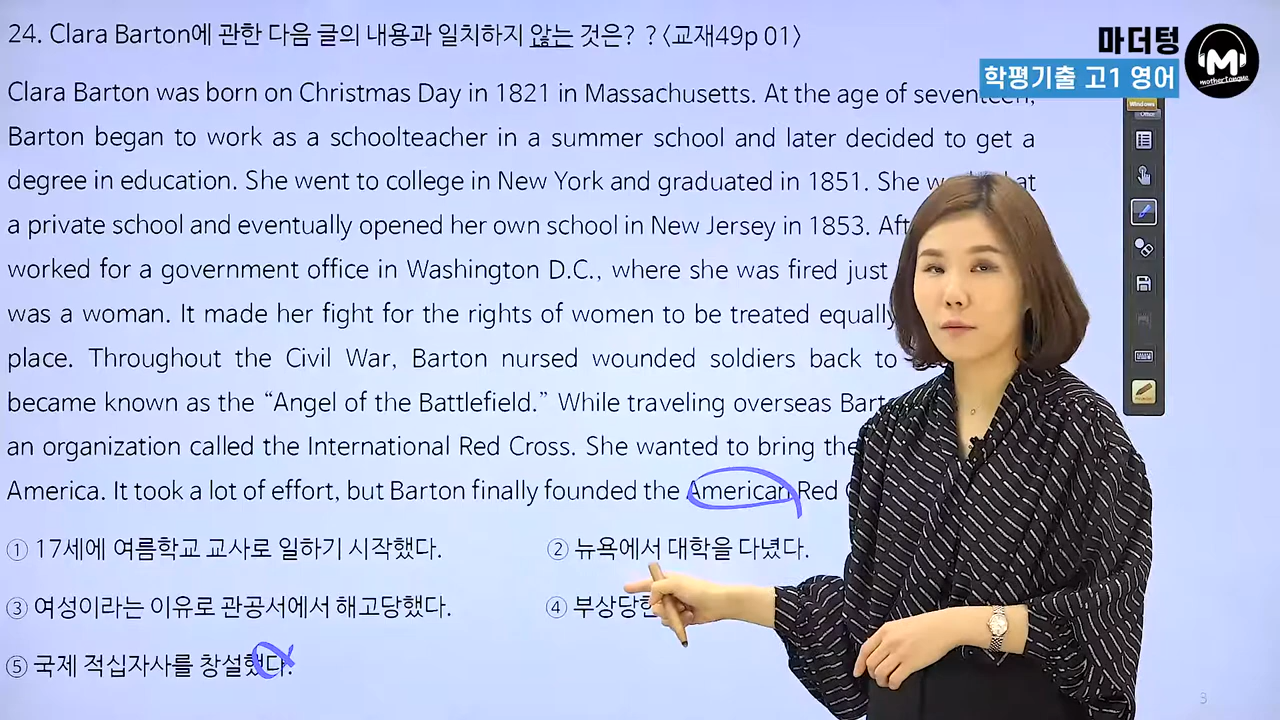 24. Clara Barton에 관한 다음 글의 내용과 일치하지 않는 것은? ?<교재49p 01>
마더텅
학평기출 고1 영어
motherTongue
Clara Barton was born on Christmas Day in 1821 in Massachusetts. At the age of seventeen,
Barton began to work as a schoolteacher in a summer school and later decided to get a
degree in education. She went to college in New York and graduated in 1851. She at
a private school and eventually opened her own school in New Jersey in 1853.
worked for a government office in Washington D.C., where she was fired just
was a woman. It made her fight for the rights of women to be treated equally
place. Throughout the Civil War, Barton nursed wounded soldiers back to
became known as the “Angel of the Battlefield.” While traveling overseas
an organization called the International Red Cross. She wanted to bring
America. It took a lot of effort, but Barton finally founded the American Red
① 17세에 여름학교 교사로 일하기 시작했다.
② 뉴욕에서 대학을 다녔다.
③ 여성이라는 이유로 관공서에서 해고당했다.
④
⑤ 국제 적십자사를 창설했다.
3
Windows
Office